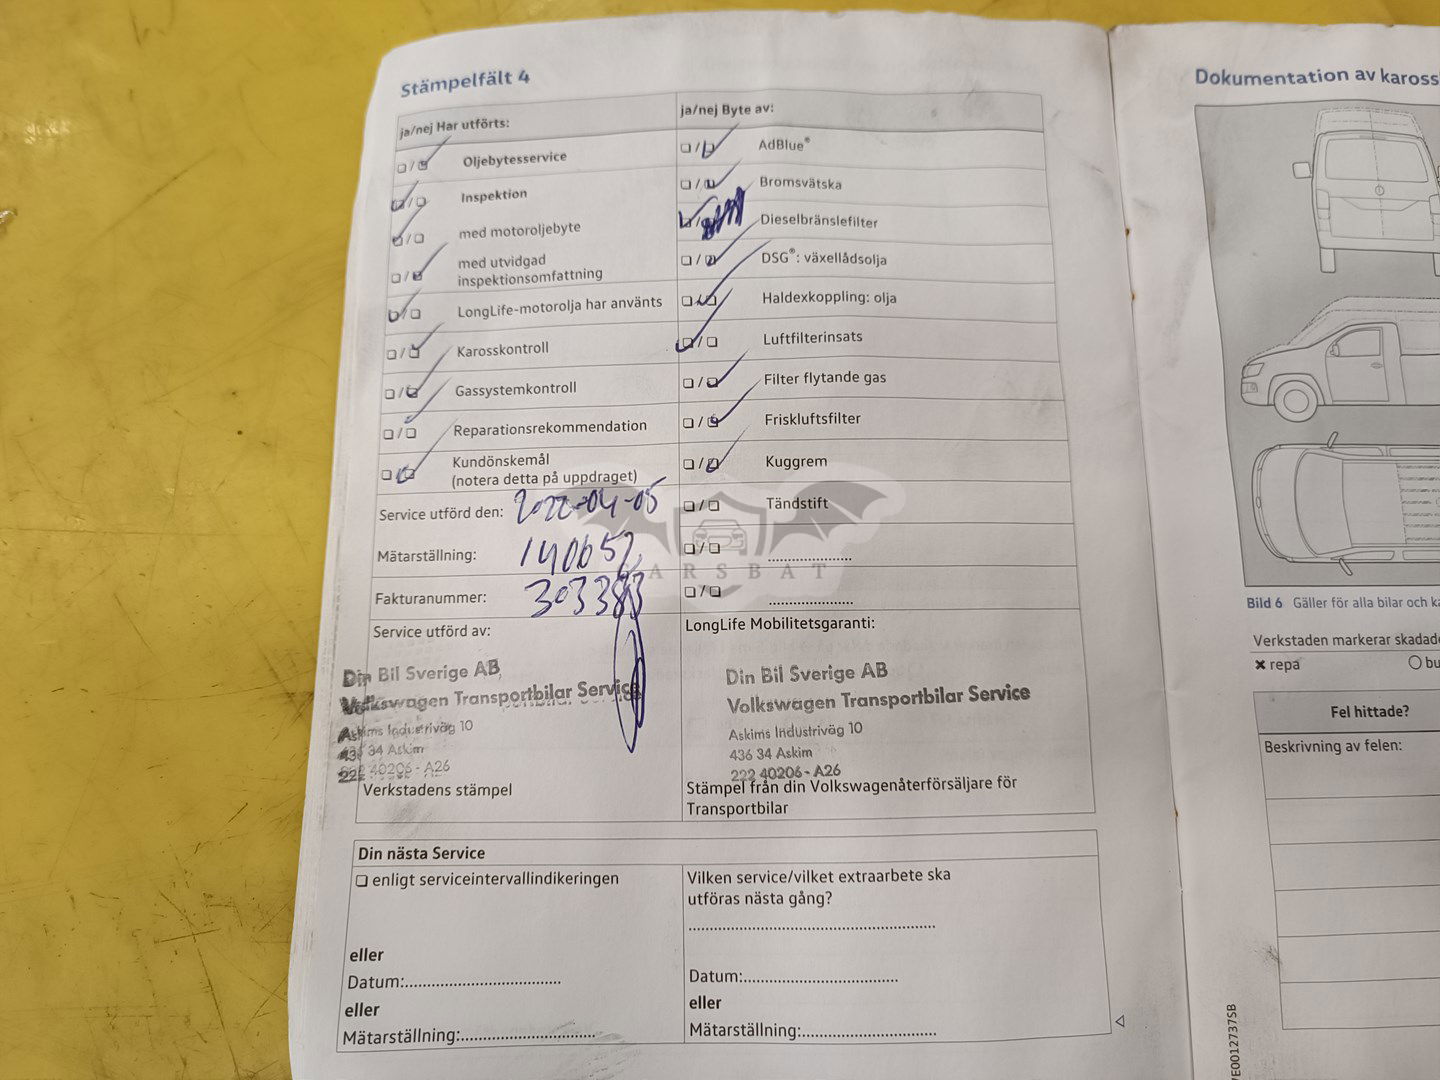 Stämpelfält 4
ja/nej Har utförts:
Oljebytesservice
Inspektion
med motoroljebyte
med utvidgad
inspektionsomfattning
LongLife-motorolja har använts
Karosskontroll
Gassystemkontroll
Reparationsrekommendation
Kundönskemål
(notera detta på uppdraget)
Service utförd den: 2022-04-05
Mätarställning: 140652
Fakturanummer:
Service utförd av:
Din Bil Sverige AB
Volkswagen Transportbilar Service
Askims Industriväg 10
436 34 Askim
222 40206 - A26
Verkstadens stämpel
ja/nej Byte av:
AdBlue®
Bromsvätska
Dieselbränslefilter
DSG®: växellådsolja
Haldexkoppling: olja
Luftfilterinsats
Filter flytande gas
Friskluftsfilter
Kuggrem
Tändstift
CARSBAT
LongLife Mobilitetsgaranti:
Din Bil Sverige AB
Volkswagen Transportbilar Service
Askims Industriväg 10
436 34 Askim
222 40206 - A26
Stämpel från din Volkswagenåterförsäljare för
Transportbilar
Din nästa Service
enligt serviceintervallindikeringen
eller
Datum:
eller
Mätarställning:
Vilken service/vilket extraarbete ska
utföras nästa gång?
Datum:
eller
Mätarställning:
Dokumentation av kaross
Bild 6 Gäller för alla bilar och ka
Verkstaden markerar skadade
repa
bu
Fel hittade?
Beskrivning av felen:
VE0012737SB